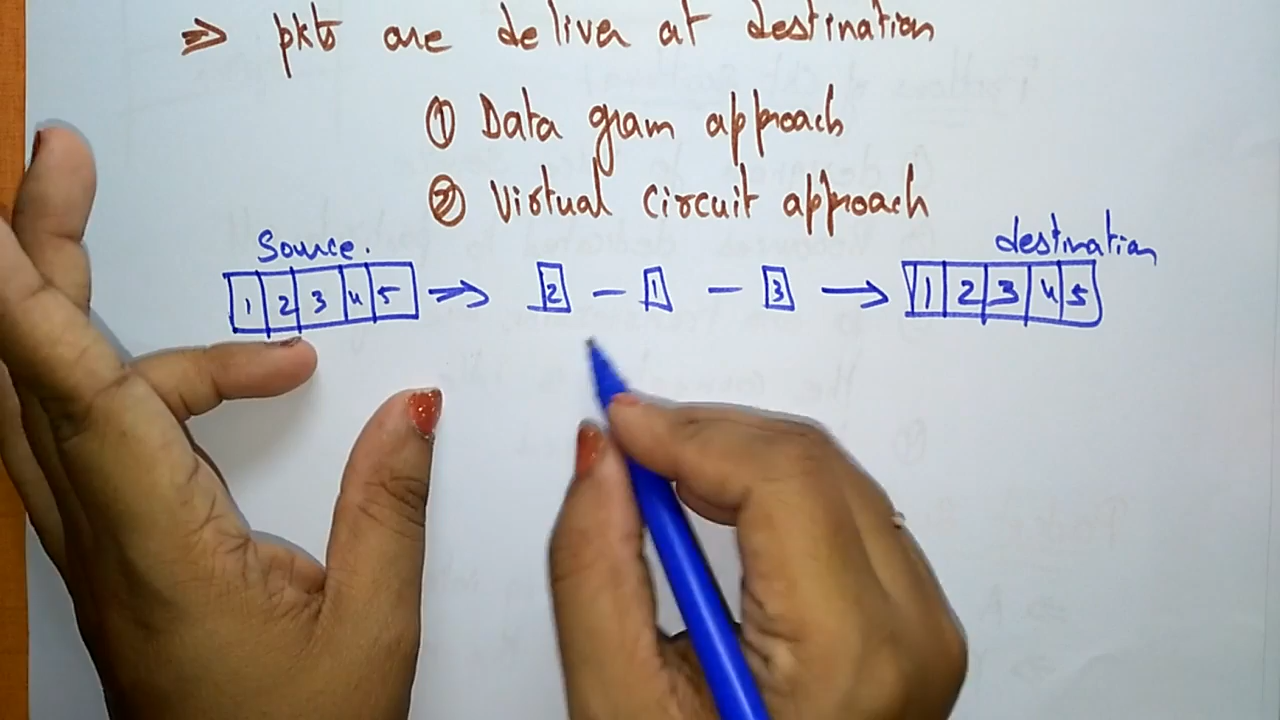 ⇒ pkts are deliver at destination
① Data gram approach
② Virtual Circuit approach
Source. destination
1 2 3 4 5 → 2 - 1 - 3 → 1 2 3 4 5